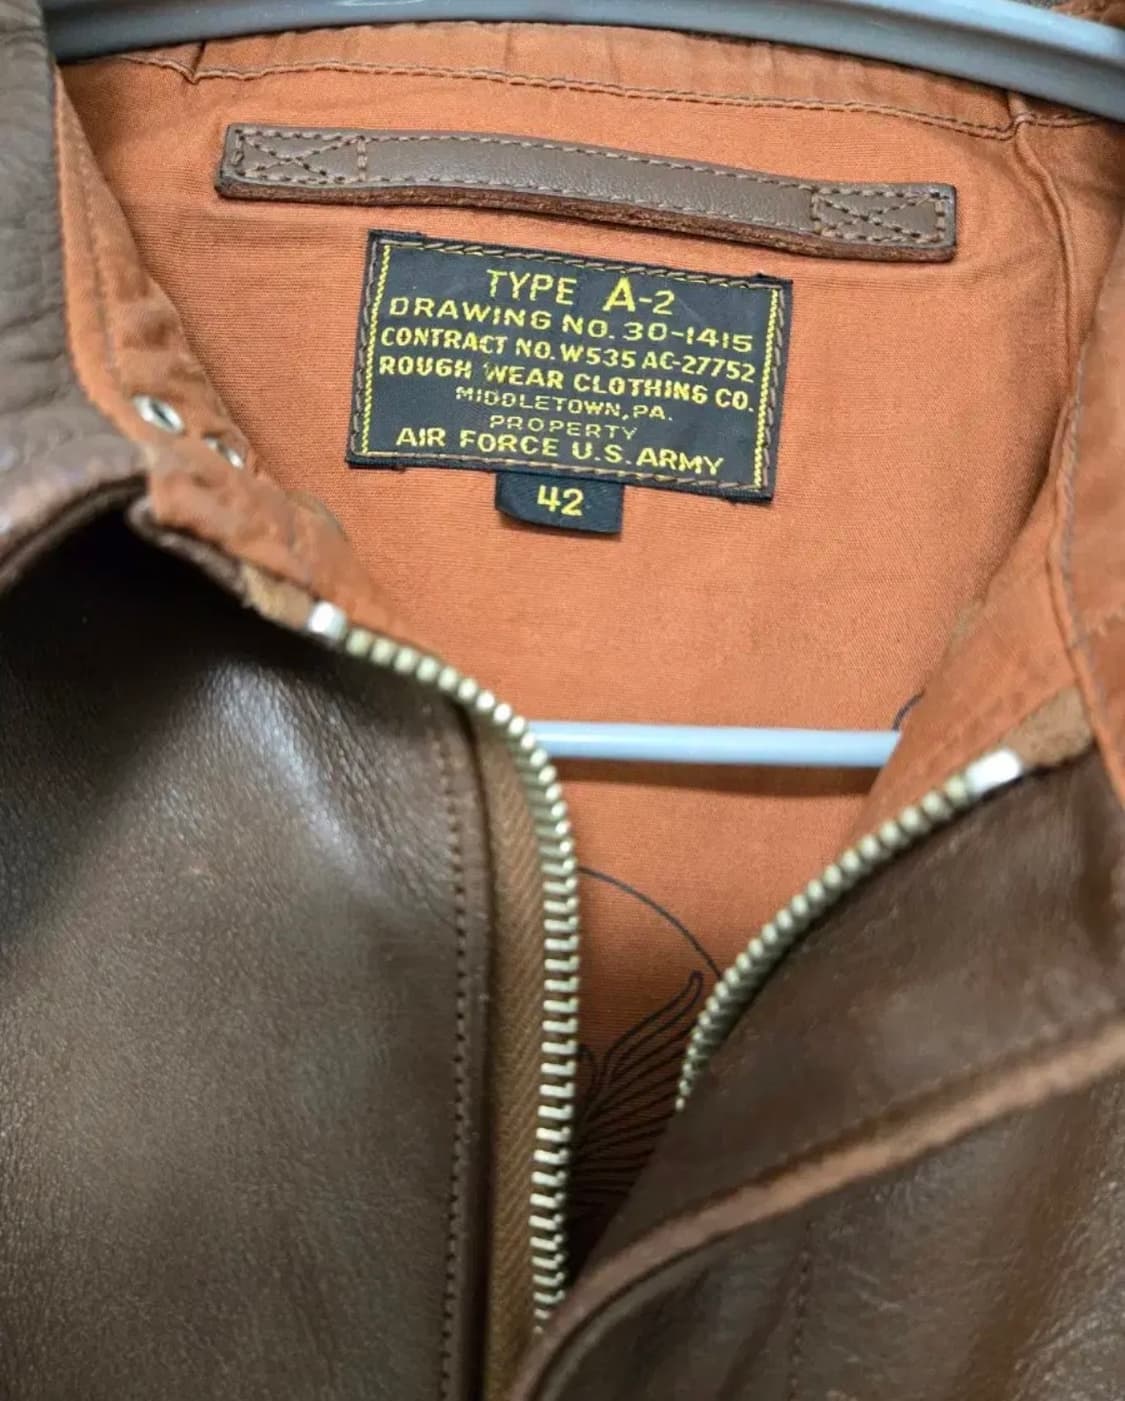 TYPE A-2
DRAWING NO. 30-1415
CONTRACT NO. W535 AC-27752
ROUGH WEAR CLOTHING CO.
MIDDLETOWN, PA.
PROPERTY
AIR FORCE U.S. ARMY
42